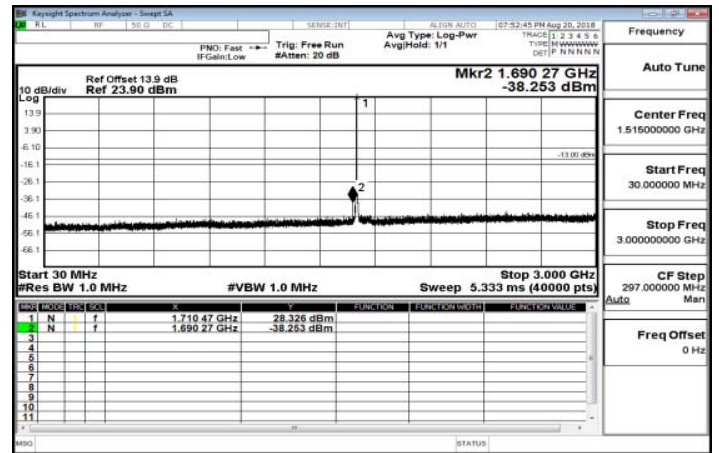 Keysight Spectrum Analyzer - Swept SA
RL RF 50 Ω DC SENSE:INT ALIGN AUTO 07:52:45 PM Aug 20, 2018
Frequency
PNO: Fast
IFGain:Low
Trig: Free Run
#Atten: 20 dB
Avg Type: Log-Pwr
Avg|Hold: 1/1
TRACE 1 2 3 4 5 6
TYPE M WWWWW
DET P N N N N N
Auto Tune
10 dB/div
Log
Ref Offset 13.9 dB
Ref 23.90 dBm
Mkr2 1.690 27 GHz
-38.253 dBm
13.9
3.90
-6.10
-16.1
-26.1
-36.1
-46.1
-56.1
-66.1
1
2
-13.00 dBm
Center Freq
1.515000000 GHz
Start Freq
30.000000 MHz
Stop Freq
3.000000000 GHz
Start 30 MHz
#Res BW 1.0 MHz
#VBW 1.0 MHz
Stop 3.000 GHz
Sweep 5.333 ms (40000 pts)
CF Step
297.000000 MHz
Auto Man
MKR MODE TRC SCL X Y FUNCTION FUNCTION WIDTH FUNCTION VALUE
1 N 1 f 1.710 47 GHz 28.326 dBm
2 N 1 f 1.690 27 GHz -38.253 dBm
3
4
5
6
7
8
9
10
11
Freq Offset
0 Hz
MSG STATUS